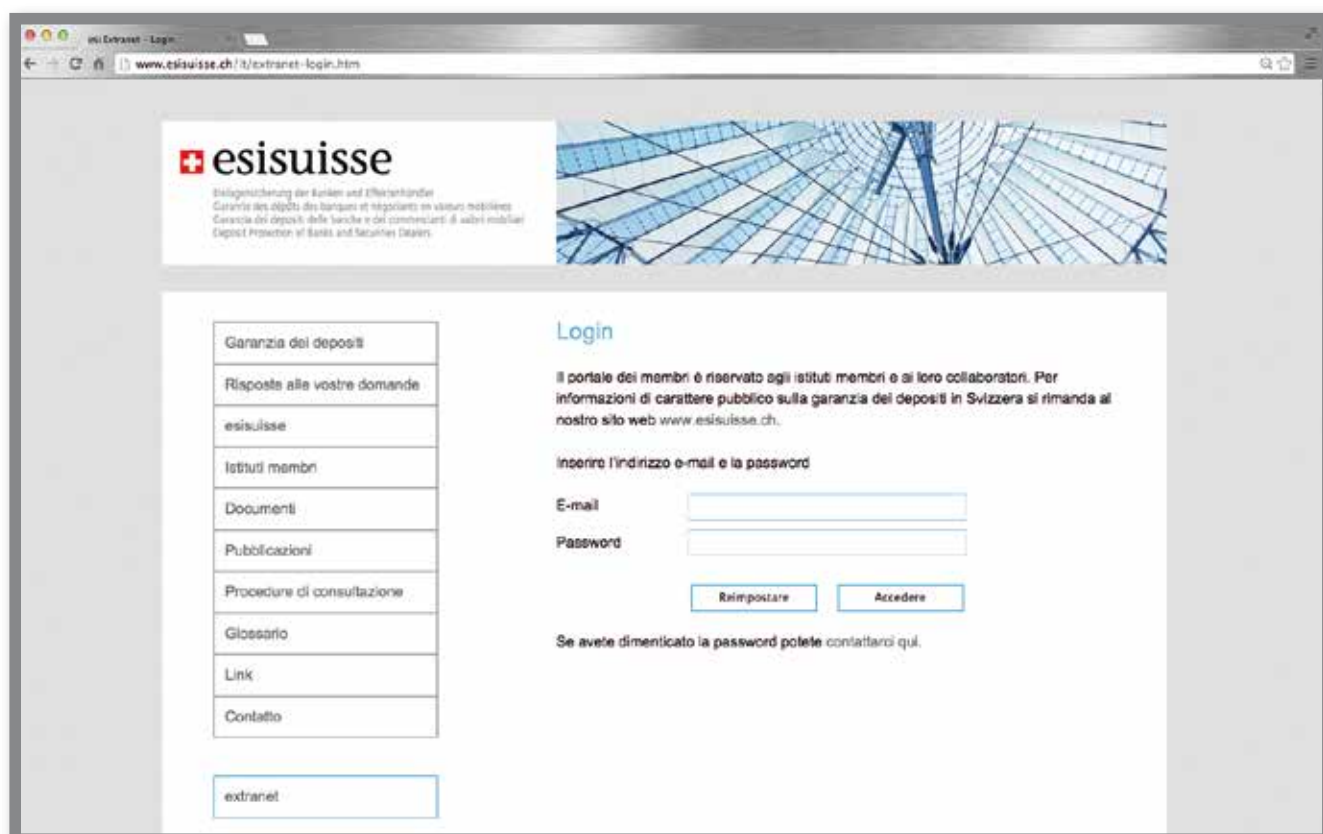 esi Extranet - Login
www.esisuisse.ch/it/extranet-login.htm
esisuisse
Einlagensicherung der Banken und Effektenhändler
Garantie des dépôts des banques et négociants en valeurs mobilières
Garanzia dei depositi delle banche e dei commercianti di valori mobiliari
Deposit Protection of Banks and Securities Dealers
Garanzia dei depositi
Risposte alle vostre domande
esisuisse
Istituti membri
Documenti
Pubblicazioni
Procedure di consultazione
Glossario
Link
Contatto
extranet
Login
Il portale dei membri è riservato agli istituti membri e ai loro collaboratori. Per
informazioni di carattere pubblico sulla garanzia dei depositi in Svizzera si rimanda al
nostro sito web www.esisuisse.ch.
Inserire l'indirizzo e-mail e la password
E-mail
Password
Reimpostare
Accedere
Se avete dimenticato la password potete contattarci qui.